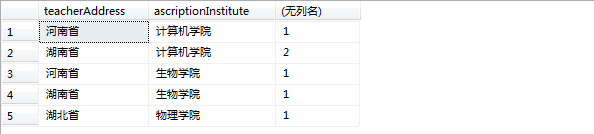 teacherAddress ascriptionInstitute (无列名)
1 河南省 计算机学院 1
2 湖南省 计算机学院 2
3 河南省 生物学院 1
4 湖南省 生物学院 1
5 湖北省 物理学院 1